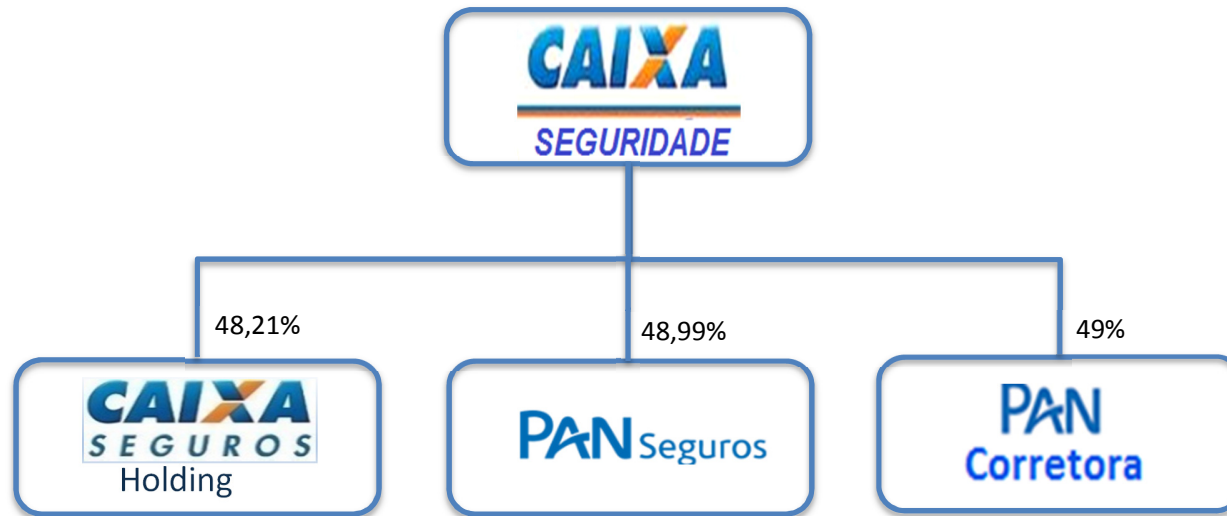 CAIXA
SEGURIDADE
48,21%
48,99%
49%
CAIXA
SEGUROS
Holding
PAN Seguros
PAN
Corretora